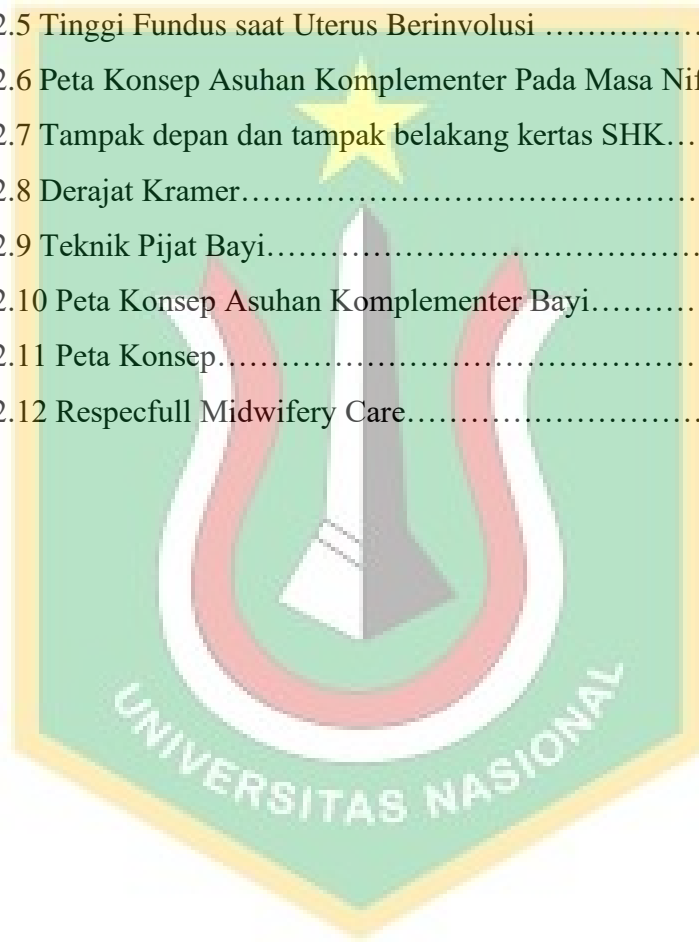 2.5 Tinggi Fundus saat Uterus Berinvolusi ……………
2.6 Peta Konsep Asuhan Komplementer Pada Masa Nif
2.7 Tampak depan dan tampak belakang kertas SHK…
2.8 Derajat Kramer……………………………………
2.9 Teknik Pijat Bayi…………………………………
2.10 Peta Konsep Asuhan Komplementer Bayi………
2.11 Peta Konsep………………………………………
2.12 Respecfull Midwifery Care………………………
UNIVERSITAS NASIONAL